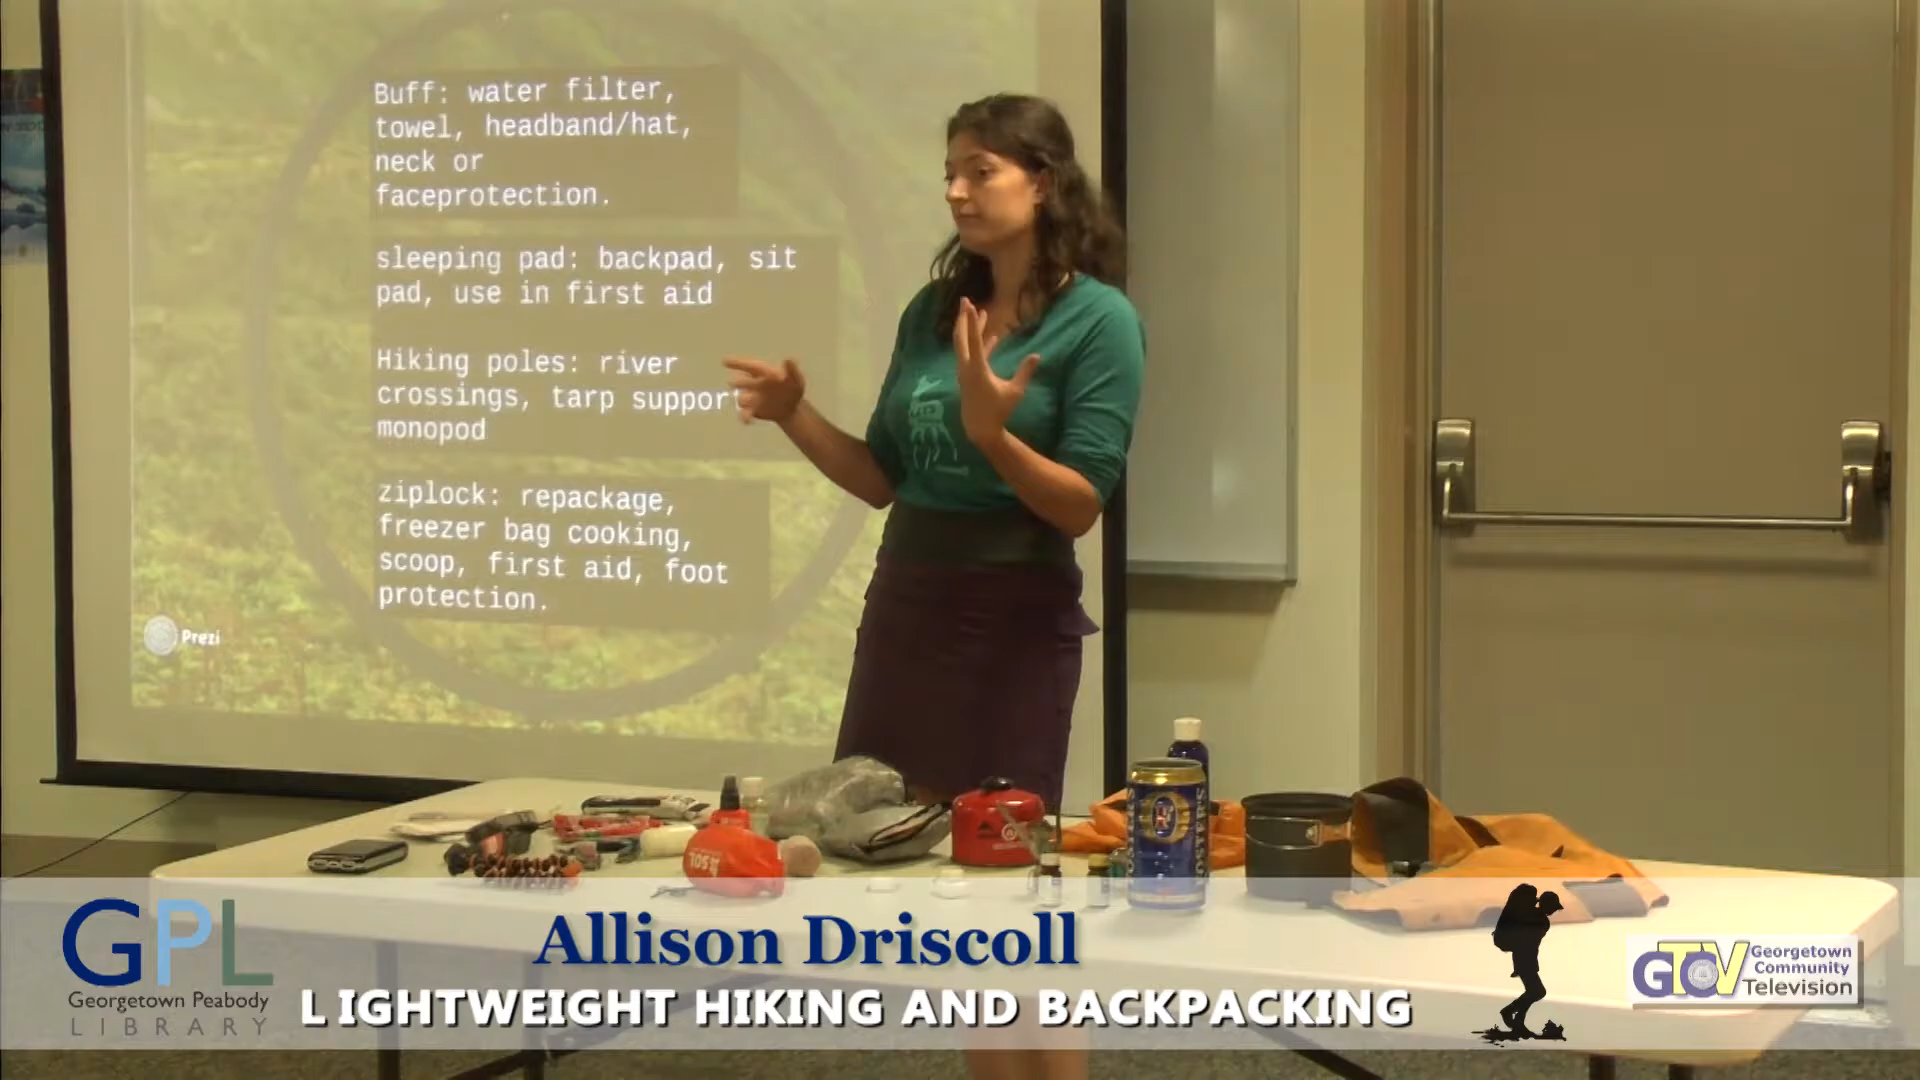 Buff: water filter,
towel, headband/hat,
neck or
faceprotection.
sleeping pad: backpad, sit
pad, use in first aid
Hiking poles: river
crossings, tarp support
monopod
ziplock: repackage,
freezer bag cooking,
scoop, first aid, foot
protection.
Prezi
SOL
GPL
Georgetown Peabody
LIBRARY
Allison Driscoll
LIGHTWEIGHT HIKING AND BACKPACKING
GCTV
Georgetown
Community
Television